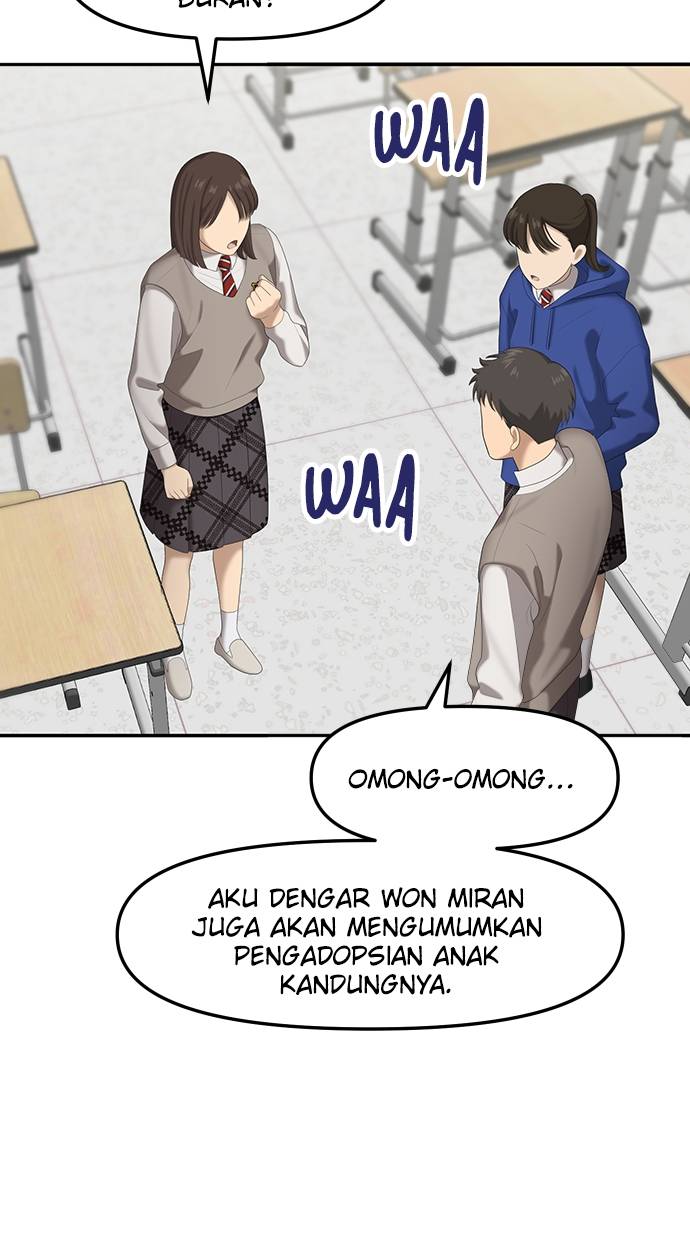 WAA
WAA
OMONG-OMONG...
AKU DENGAR WON MIRAN
JUGA AKAN MENGUMUMKAN
PENGADOPSIAN ANAK
KANDUNGNYA.